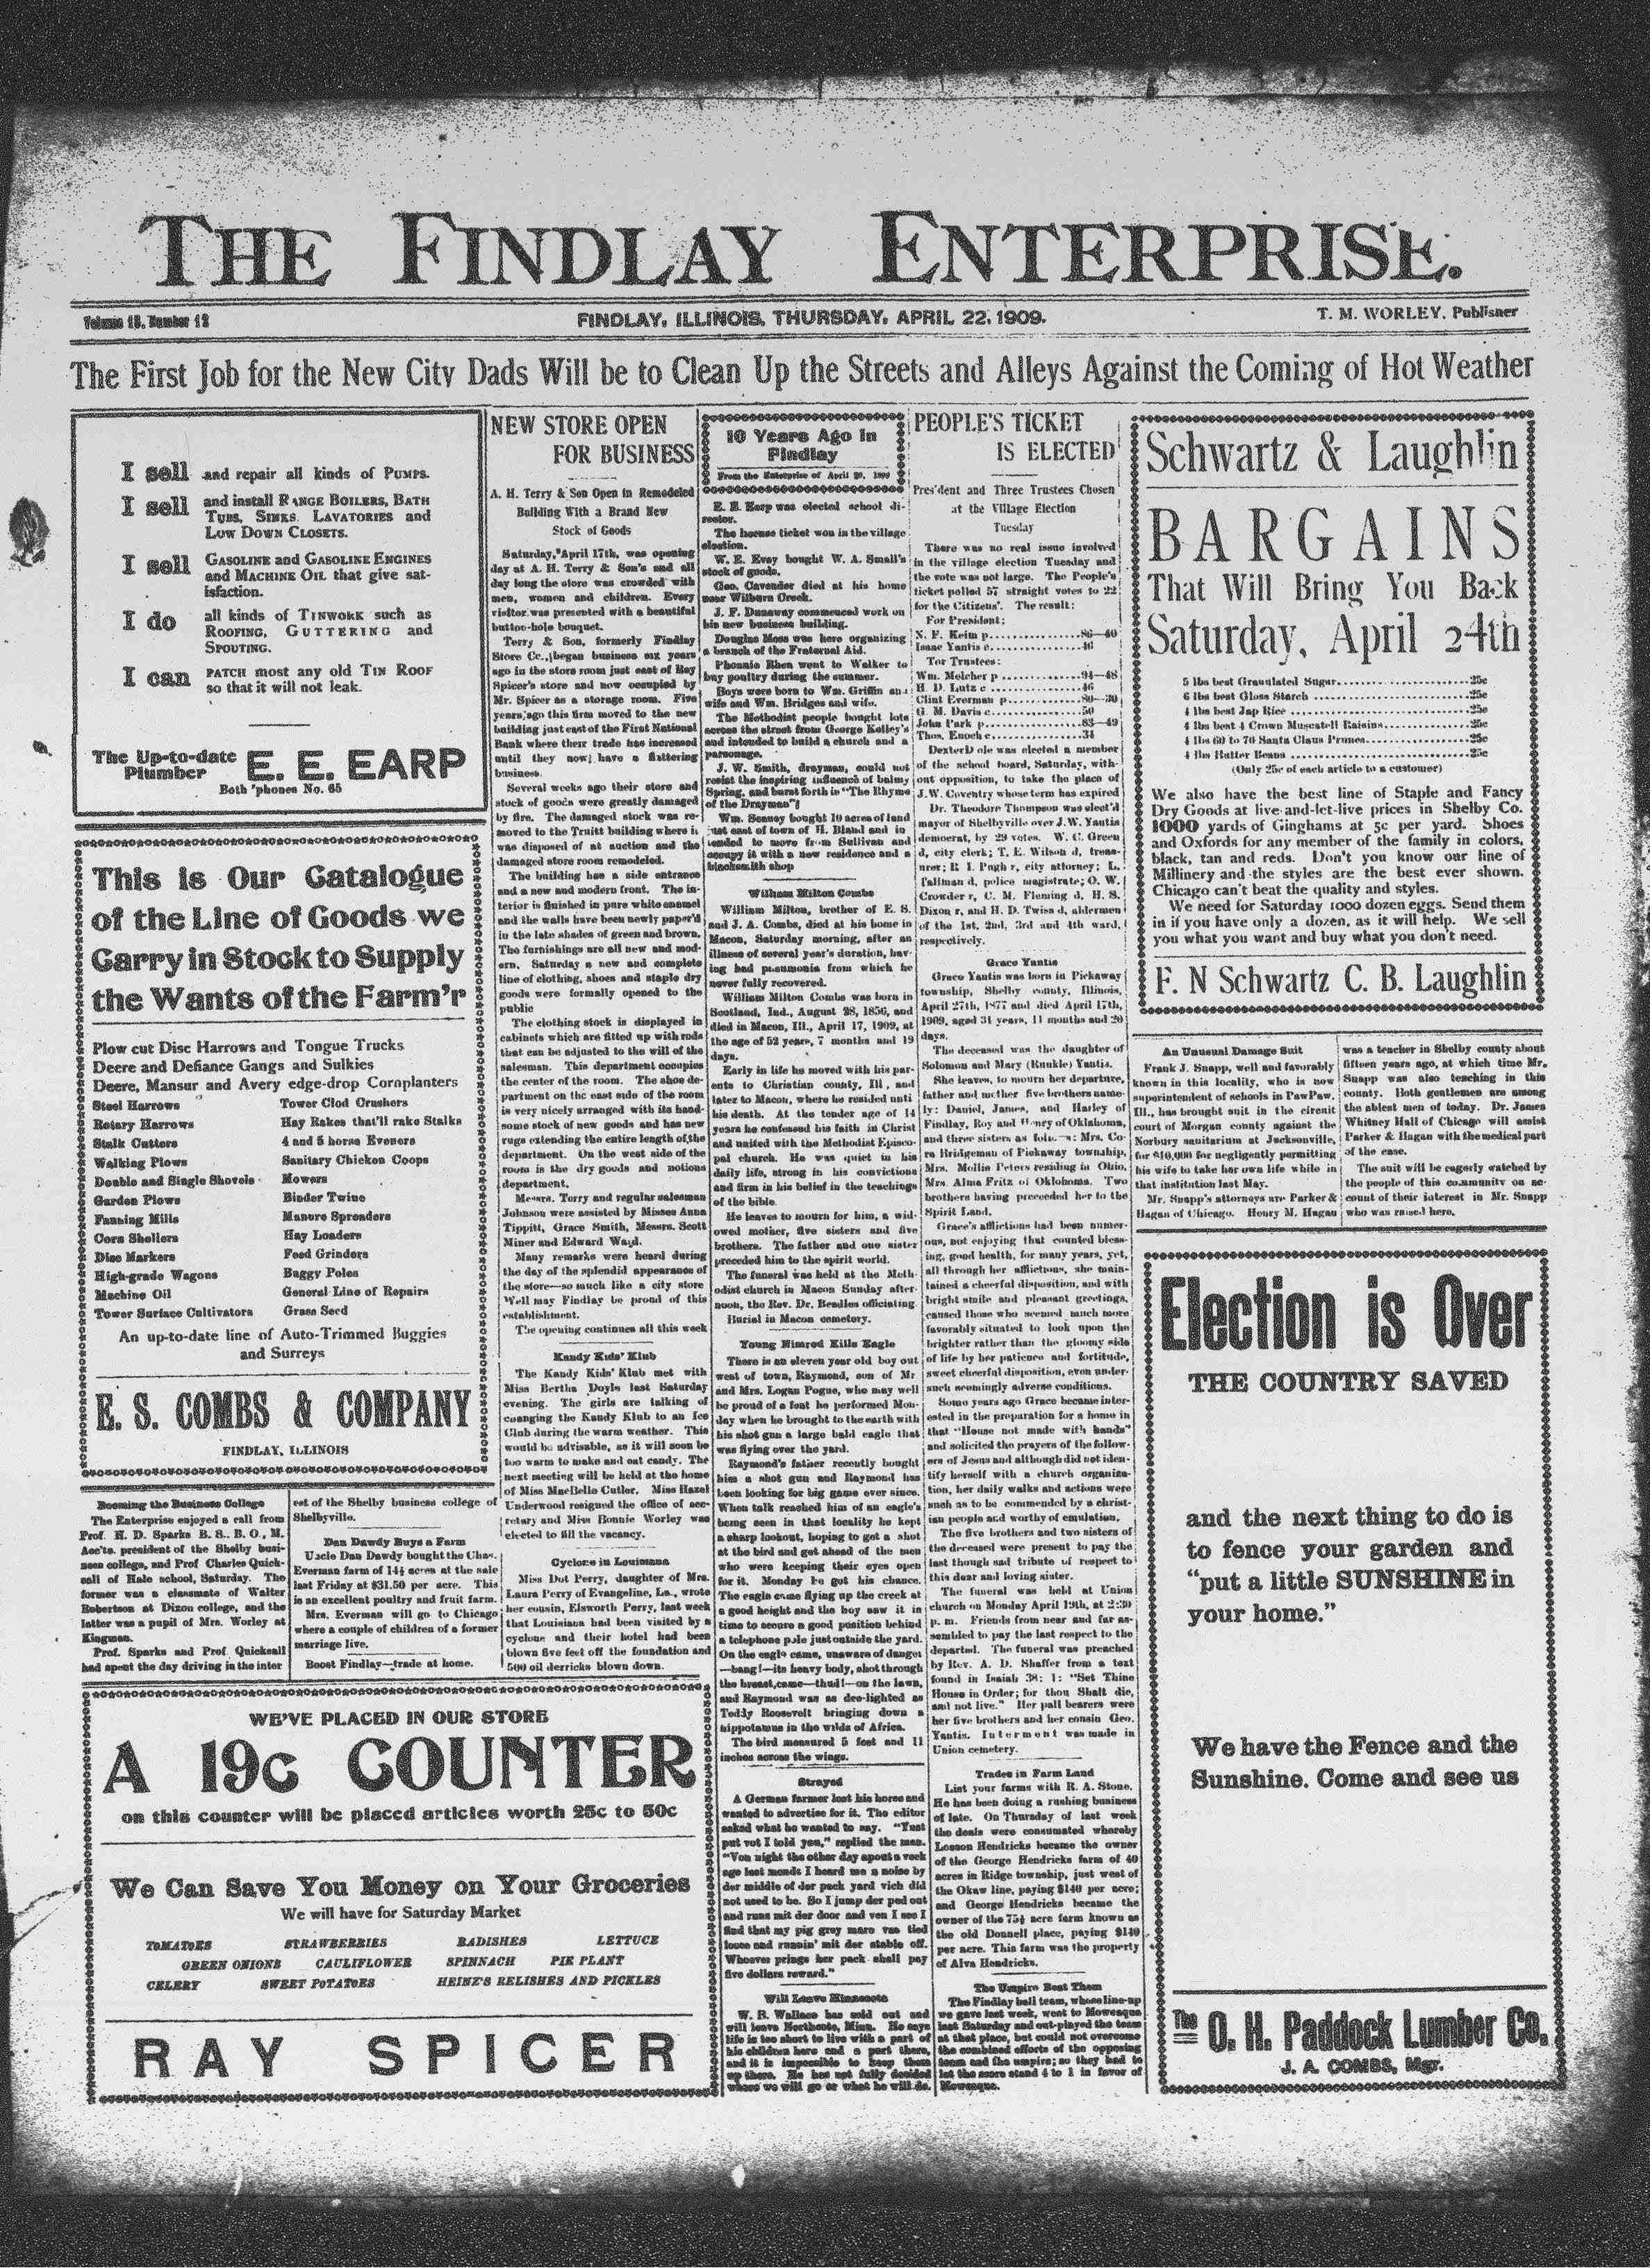 THE FINDLAY ENTERPRISE.
Volume 18, Number 12
FINDLAY, ILLINOIS, THURSDAY, APRIL 22, 1909.
T. M. WORLEY, Publisner
The First Job for the New City Dads Will be to Clean Up the Streets and Alleys Against the Coming of Hot Weather
I sell and repair all kinds of PUMPS.
I sell and install RANGE BOILERS, BATH
TUBS, SINKS LAVATORIES and
LOW DOWN CLOSETS.
I sell GASOLINE and GASOLINE ENGINES
and MACHINE OIL that give sat-
isfaction.
I do all kinds of TINWORK such as
ROOFING, GUTTERING and
SPOUTING.
I can PATCH most any old TIN ROOF
so that it will not leak.
The Up-to-date
Plumber
E. E. EARP
Both 'phones No. 65
This is Our Catalogue
of the Line of Goods we
Carry in Stock to Supply
the Wants of the Farm'r
Plow cut Disc Harrows and Tongue Trucks
Deere and Defiance Gangs and Sulkies
Deere, Mansur and Avery edge-drop Cornplanters
Steel Harrows Tower Clod Crushers
Rotary Harrows Hay Rakes that'll rake Stalks
Stalk Cutters 4 and 5 horse Eveners
Walking Plows Sanitary Chicken Coops
Double and Single Shovels Mowers
Garden Plows Binder Twine
Fanning Mills Manure Spreaders
Corn Shellers Hay Loaders
Disc Markers Feed Grinders
High-grade Wagons Buggy Poles
Machine Oil General Line of Repairs
Tower Surface Cultivators Grass Seed
An up-to-date line of Auto-Trimmed Buggies
and Surreys
E. S. COMBS & COMPANY
FINDLAY, ILLINOIS
Booming the Business College
The Enterprise enjoyed a call from
Prof. H. D. Sparks B. S., B. O., M.
Acc'ts. president of the Shelby busi-
ness college, and Prof Charles Quick-
sall of Hale school, Saturday. The
former was a classmate of Walter
Robertson at Dixon college, and the
latter was a pupil of Mrs. Worley at
Kingman.
Prof. Sparks and Prof. Quicksall
had spent the day driving in the inter
est of the Shelby business college of
Shelbyville.
Dan Dawdy Buys a Farm
Uncle Dan Dawdy bought the Chas.
Everman farm of 14½ acres at the sale
last Friday at $31.50 per acre. This
is an excellent poultry and fruit farm.
Mrs. Everman will go to Chicago
where a couple of children of a former
marriage live.
Boost Findlay—trade at home.
WE'VE PLACED IN OUR STORE
A 19c COUNTER
on this counter will be placed articles worth 25c to 50c
We Can Save You Money on Your Groceries
We will have for Saturday Market
TOMATOES STRAWBERRIES RADISHES LETTUCE
GREEN ONIONS CAULIFLOWER SPINNACH PIE PLANT
CELERY SWEET POTATOES HEINZ'S RELISHES AND PICKLES
RAY SPICER
NEW STORE OPEN
FOR BUSINESS
A. H. Terry & Son Open in Remodeled
Building With a Brand New
Stock of Goods
Saturday, April 17th, was opening
day at A. H. Terry & Son's and all
day long the store was crowded with
men, women and children. Every
visitor was presented with a beautiful
button-hole bouquet.
Terry & Son, formerly Findlay
Store Co., began business six years
ago in the store room just east of Ray
Spicer's store and now occupied by
Mr. Spicer as a storage room. Five
years ago this firm moved to the new
building just east of the First National
Bank where their trade has increased
until they now have a flattering
business.
Several weeks ago their store and
stock of goods were greatly damaged
by fire. The damaged stock was re-
moved to the Truitt building where it
was disposed of at auction and the
damaged store room remodeled.
The building has a side entrance
and a new and modern front. The in-
terior is finished in pure white enamel
and the walls have been newly paper'd
in the late shades of green and brown.
The furnishings are all new and mod-
ern. Saturday a new and complete
line of clothing, shoes and staple dry
goods were formally opened to the
public
The clothing stock is displayed in
cabinets which are fitted up with rods
that can be adjusted to the will of the
salesman. This department occupies
the center of the room. The shoe de-
partment on the east side of the room
is very nicely arranged with its hand-
some stock of new goods and has new
rugs extending the entire length of the
department. On the west side of the
room is the dry goods and notions
department.
Messrs. Terry and regular salesman
Johnson were assisted by Misses Anna
Tippitt, Grace Smith, Messrs. Scott
Miner and Edward Ward.
Many remarks were heard during
the day of the splendid appearance of
the store—so much like a city store
Well may Findlay be proud of this
establishment.
The opening continues all this week
Kandy Kids' Klub
The Kandy Kids' Klub met with
Miss Bertha Doyle last Saturday
evening. The girls are talking of
changing the Kandy Klub to an Ice
Club during the warm weather. This
would be advisable, as it will soon be
too warm to make and eat candy. The
next meeting will be held at the home
of Miss MaeBelle Cutler. Miss Hazel
Underwood resigned the office of sec-
retary and Miss Bonnie Worley was
elected to fill the vacancy.
Cyclone in Louisiana
Miss Dot Perry, daughter of Mrs.
Laura Perry of Evangeline, La., wrote
her cousin, Elsworth Perry, last week
that Louisiana had been visited by a
cyclone and their hotel had been
blown five feet off the foundation and
500 oil derricks blown down.
10 Years Ago in
Findlay
From the Enterprise of April 20, 1899
E. E. Earp was elected school di-
rector.
The license ticket won in the village
election.
W. E. Evey bought W. A. Small's
stock of goods.
Geo. Cavender died at his home
near Wilburn Creek.
J. F. Dunaway commenced work on
his new business building.
Douglas Moss was here organizing
a branch of the Fraternal Aid.
Phonnie Rhen went to Walker to
buy poultry during the summer.
Boys were born to Wm. Griffin and
wife and Wm. Bridges and wife.
The Methodist people bought lots
across the street from George Kelley's
and intended to build a church and a
parsonage.
J. W. Smith, drayman, could not
resist the inspiring influence of balmy
Spring, and burst forth in "The Rhyme
of the Drayman"!
Wm. Seaney bought 10 acres of land
just east of town of H. Bland and in
tended to move from Sullivan and
occupy it with a new residence and a
blacksmith shop
William Milton Combs
William Milton, brother of E. S.
and J. A. Combs, died at his home in
Macon, Saturday morning, after an
illness of several year's duration, hav-
ing had pneumonia from which he
never fully recovered.
William Milton Combs was born in
Scotland, Ind., August 28, 1856, and
died in Macon, Ill., April 17, 1909, at
the age of 52 years, 7 months and 19
days.
Early in life he moved with his par-
ents to Christian county, Ill, and
later to Macon, where he resided unti
his death. At the tender age of 14
years he confessed his faith in Christ
and united with the Methodist Episco-
pal church. He was quiet in his
daily life, strong in his convictions
and firm in his belief in the teachings
of the bible.
He leaves to mourn for him, a wid-
owed mother, five sisters and five
brothers. The father and one sister
preceded him to the spirit world.
The funeral was held at the Meth-
odist church in Macon Sunday after-
noon, the Rev. Dr. Beadles officiating
Burial in Macon cemetery.
Young Nimrod Kills Eagle
There is an eleven year old boy out
west of town, Raymond, son of Mr
and Mrs. Logan Pogue, who may well
be proud of a feat he performed Mon-
day when he brought to the earth with
his shot gun a large bald eagle that
was flying over the yard.
Raymond's father recently bought
him a shot gun and Raymond has
been looking for big game ever since.
When talk reached him of an eagle's
being seen in that locality he kept
a sharp lookout, hoping to get a shot
at the bird and get ahead of the men
who were keeping their eyes open
for it. Monday he got his chance.
The eagle came flying up the creek at
a good height and the boy saw it in
time to secure a good position behind
a telephone pole just outside the yard.
On the eagle came, unaware of danger
—bang!—its heavy body, shot through
the breast, came—thud!—on the lawn,
and Raymond was as dee-lighted as
Teddy Roosevelt bringing down a
hippotamus in the wilds of Africa.
The bird measured 5 feet and 11
inches across the wings.
Strayed
A German farmer lost his horse and
wanted to advertise for it. The editor
asked what he wanted to say. "Yust
put vot I told you," replied the man.
"Von night the other day apout a veek
ago last mondt I heard me a noise by
der middle of der pack yard vich did
not used to be. So I jump der ped out
and runs mit der door and ven I see I
find that my pig grey mare vas tied
loose and runnin' mit der stable off.
Whoever prings her pack shall pay
five dollars reward."
Will Leave Minnesota
W. R. Wallace has sold out and
will leave Northcote, Minn. He says
life is too short to live with a part of
his children here and a part there,
and it is impossible to keep them
up there. He has not fully decided
where we will go or what he will do.
PEOPLE'S TICKET
IS ELECTED
Pres'dent and Three Trustees Chosen
at the Village Election
Tuesday
There was no real issue involved
in the village election Tuesday and
the vote was not large. The People's
ticket polled 57 straight votes to 22
for the Citizens'. The result:
For President;
N. F. Keim p. 86—40
Isaac Yantis c. 46
Tor Trustees:
Wm. Melcher p 94—48
H. D. Lutz c 46
Clint Everman p 80—30
G. M. Davis c 50
John Park p 83—49
Thos. Enoch c 34
Dexter D ole was elected a member
of the school board, Saturday, with-
out opposition, to take the place of
J.W. Coventry whose term has expired
Dr. Theodore Thompson was elect'd
mayor of Shelbyville over J.W. Yantis
democrat, by 29 votes. W. C. Green
d, city clerk; T. E. Wilson d, treas-
urer; R I. Pugh r, city attorney; L.
Tallman d, police magistrate; O. W.
Crowder r, C. M. Fleming d, H. S.
Dixon r, and H. D. Twiss d, aldermen
of the 1st, 2nd, 3rd and 4th ward,
respectively.
Grace Yantis
Grace Yantis was born in Pickaway
township, Shelby county, Illinois,
April 27th, 1877 and died April 17th,
1909, aged 31 years, 11 months and 20
days.
The deceased was the daughter of
Solomon and Mary (Runkle) Yantis.
She leaves, to mourn her departure,
father and mother five brothers name-
ly: Daniel, James, and Harley of
Findlay, Roy and Henry of Oklahoma,
and three sisters as : Mrs. Co-
ra Bridgeman of Pickaway township,
Mrs. Mollie Peters residing in Ohio,
Mrs. Alma Fritz of Oklohoma. Two
brothers having preceeded her to the
Spirit Land.
Grace's afflictions had been numer-
ous, not enjoying that counted bless-
ing, good health, for many years, yet,
all through her afflictions, she main-
tained a cheerful disposition, and with
bright smile and pleasant greetings,
caused those who seemed much more
favorably situated to look upon the
brighter rather than the gloomy side
of life by her patience and fortitude,
sweet cheerful disposition, even under
such seemingly adverse conditions.
Some years ago Grace became inter-
ested in the preparation for a home in
that "House not made with hands"
and solicited the prayers of the follow-
ers of Jesus and although did not iden-
tify herself with a church organiza-
tion, her daily walks and actions were
such as to be commended by a christ-
ian people and worthy of emulation.
The five brothers and two sisters of
the deceased were present to pay the
last though sad tribute of respect to
this dear and loving sister.
The funeral was held at Union
church on Monday April 19th, at 2:30
p. m. Friends from near and far as-
sembled to pay the last respect to the
departed. The funeral was preached
by Rev. A. D. Shaffer from a text
found in Isaiah 38: 1: "Set Thine
House in Order; for thou Shalt die,
and not live." Her pall bearers were
her five brothers and her cousin Geo.
Yantis. Interment was made in
Union cemetery.
Trades in Farm Land
List your farms with R. A. Stone.
He has been doing a rushing business
of late. On Thursday of last week
the deals were consumated whereby
Losson Hendricks became the owner
of the George Hendricks farm of 40
acres in Ridge township, just west of
the Okaw line, paying $140 per acre;
and George Hendricks became the
owner of the 75½ acre farm known as
the old Donnell place, paying $140
per acre. This farm was the property
of Alva Hendricks.
The Umpire Beat Them
The Findlay ball team, whose line-up
we gave last week, went to Moweaqua
last Saturday and out-played the team
at that place, but could not overcome
the combined efforts of the opposing
team and the umpire; so they had to
let the score stand 4 to 1 in favor of
Moweaqua.
Schwartz & Laughlin
BARGAINS
That Will Bring You Back
Saturday, April 24th
5 lbs best Granulated Sugar 25c
6 lbs best Gloss Starch 25c
4 lbs best Jap Rice 25c
4 lbs best 4 Crown Muscatell Raisins 25c
4 lbs 60 to 70 Santa Claus Prunes 25c
4 lbs Butter Beans 25c
(Only 25c of each article to a customer)
We also have the best line of Staple and Fancy
Dry Goods at live-and-let-live prices in Shelby Co.
1000 yards of Ginghams at 5c per yard. Shoes
and Oxfords for any member of the family in colors,
black, tan and reds. Don't you know our line of
Millinery and the styles are the best ever shown.
Chicago can't beat the quality and styles.
We need for Saturday 1000 dozen eggs. Send them
in if you have only a dozen, as it will help. We sell
you what you want and buy what you don't need.
F. N Schwartz C. B. Laughlin
An Unusual Damage Suit
Frank J. Snapp, well and favorably
known in this locality, who is now
superintendent of schools in PawPaw,
Ill., has brought suit in the circuit
court of Morgan county against the
Norbury sanitarium at Jacksonville,
for $10,000 for negligently permitting
his wife to take her own life while in
that institution last May.
Mr. Snapp's attorneys are Parker &
Hagan of Chicago. Henry M. Hagan
was a teacher in Shelby county about
fifteen years ago, at which time Mr.
Snapp was also teaching in this
county. Both gentlemen are among
the ablest men of today. Dr. James
Whitney Hall of Chicago will assist
Parker & Hagan with the medical part
of the case.
The suit will be eagerly watched by
the people of this community on ac-
count of their interest in Mr. Snapp
who was raised here.
Election is Over
THE COUNTRY SAVED
and the next thing to do is
to fence your garden and
"put a little SUNSHINE in
your home."
We have the Fence and the
Sunshine. Come and see us
The O. H. Paddock Lumber Co.
J. A. COMBS, Mgr.